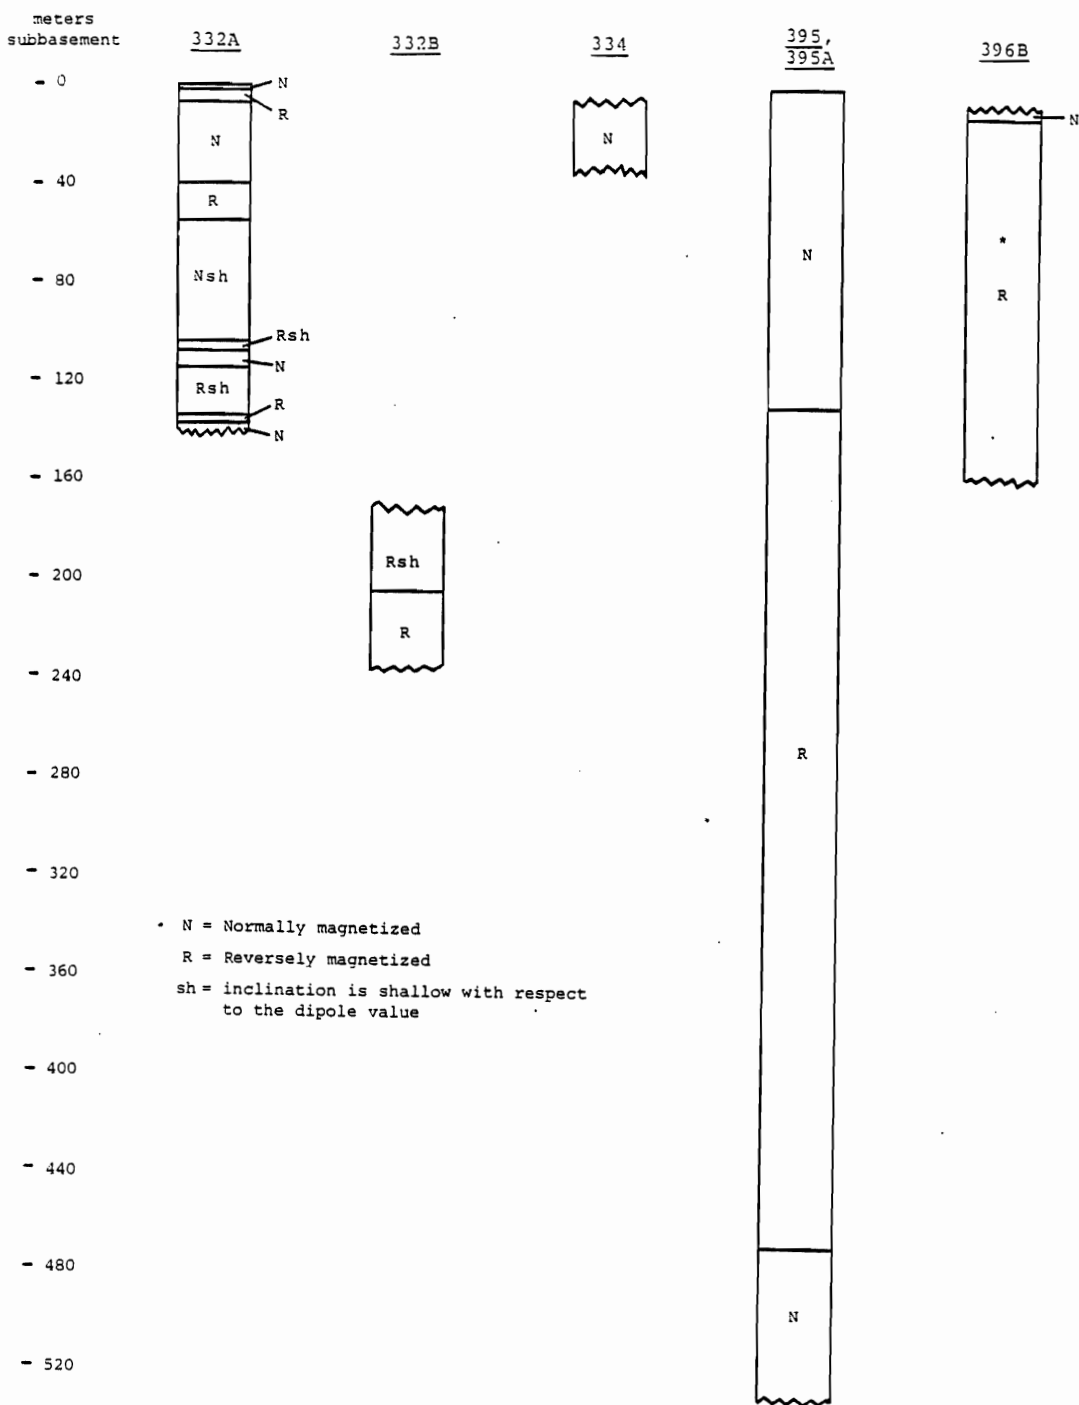 meters
subbasement
332A
332B
334
395,
395A
396B
- 0
- 40
- 80
- 120
- 160
- 200
- 240
- 280
- 320
- 360
- 400
- 440
- 480
- 520
N
R
N
R
Nsh
Rsh
N
Rsh
R
N
Rsh
R
N
N
R
N
N
*
R
N = Normally magnetized
R = Reversely magnetized
sh = inclination is shallow with respect
to the dipole value